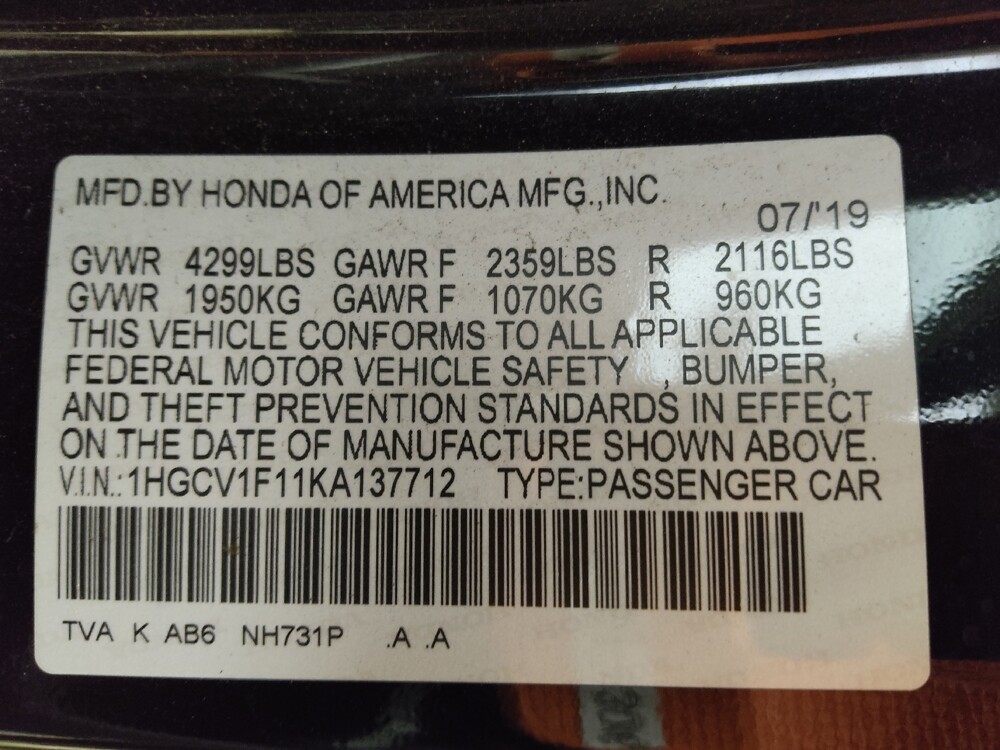 MFD.BY HONDA OF AMERICA MFG.,INC.
07/'19
GVWR 4299LBS GAWR F 2359LBS R 2116LBS
GVWR 1950KG GAWR F 1070KG R 960KG
THIS VEHICLE CONFORMS TO ALL APPLICABLE
FEDERAL MOTOR VEHICLE SAFETY , BUMPER,
AND THEFT PREVENTION STANDARDS IN EFFECT
ON THE DATE OF MANUFACTURE SHOWN ABOVE.
V.I.N.:1HGCV1F11KA137712 TYPE:PASSENGER CAR
TVA K AB6 NH731P .A .A